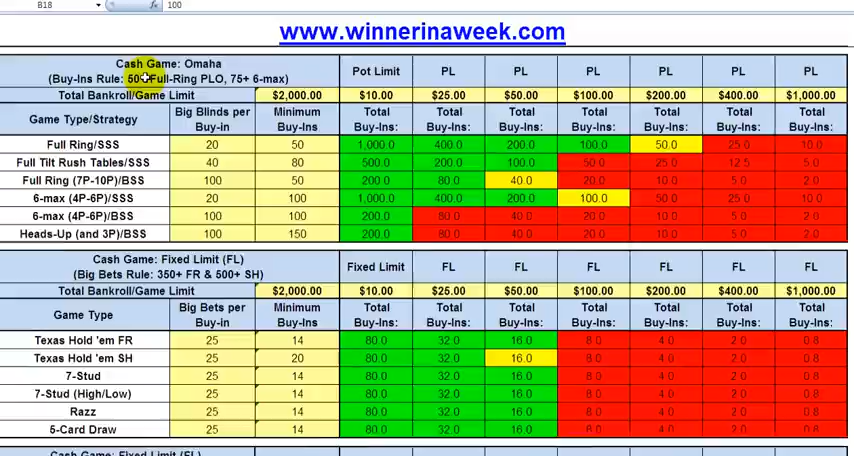 B18 fx 100
www.winnerinaweek.com
Cash Game: Omaha
(Buy-Ins Rule: 50+ Full-Ring PLO, 75+ 6-max) Pot Limit PL PL PL PL PL PL
Total Bankroll/Game Limit $2,000.00 $10.00 $25.00 $50.00 $100.00 $200.00 $400.00 $1,000.00
Game Type/Strategy Big Blinds per Buy-in Minimum Buy-Ins Total Buy-Ins: Total Buy-Ins: Total Buy-Ins: Total Buy-Ins: Total Buy-Ins: Total Buy-Ins: Total Buy-Ins:
Full Ring/SSS 20 50 1,000.0 400.0 200.0 100.0 50.0 25.0 10.0
Full Tilt Rush Tables/SSS 40 80 500.0 200.0 100.0 50.0 25.0 12.5 5.0
Full Ring (7P-10P)/BSS 100 50 200.0 80.0 40.0 20.0 10.0 5.0 2.0
6-max (4P-6P)/SSS 20 100 1,000.0 400.0 200.0 100.0 50.0 25.0 10.0
6-max (4P-6P)/BSS 100 100 200.0 80.0 40.0 20.0 10.0 5.0 2.0
Heads-Up (and 3P)/BSS 100 150 200.0 80.0 40.0 20.0 10.0 5.0 2.0
Cash Game: Fixed Limit (FL)
(Big Bets Rule: 350+ FR & 500+ SH) Fixed Limit FL FL FL FL FL FL
Total Bankroll/Game Limit $2,000.00 $10.00 $25.00 $50.00 $100.00 $200.00 $400.00 $1,000.00
Game Type Big Bets per Buy-in Minimum Buy-Ins Total Buy-Ins: Total Buy-Ins: Total Buy-Ins: Total Buy-Ins: Total Buy-Ins: Total Buy-Ins: Total Buy-Ins:
Texas Hold 'em FR 25 14 80.0 32.0 16.0 8.0 4.0 2.0 0.8
Texas Hold 'em SH 25 20 80.0 32.0 16.0 8.0 4.0 2.0 0.8
7-Stud 25 14 80.0 32.0 16.0 8.0 4.0 2.0 0.8
7-Stud (High/Low) 25 14 80.0 32.0 16.0 8.0 4.0 2.0 0.8
Razz 25 14 80.0 32.0 16.0 8.0 4.0 2.0 0.8
5-Card Draw 25 14 80.0 32.0 16.0 8.0 4.0 2.0 0.8
Cash Game: Fixed Limit (FL)